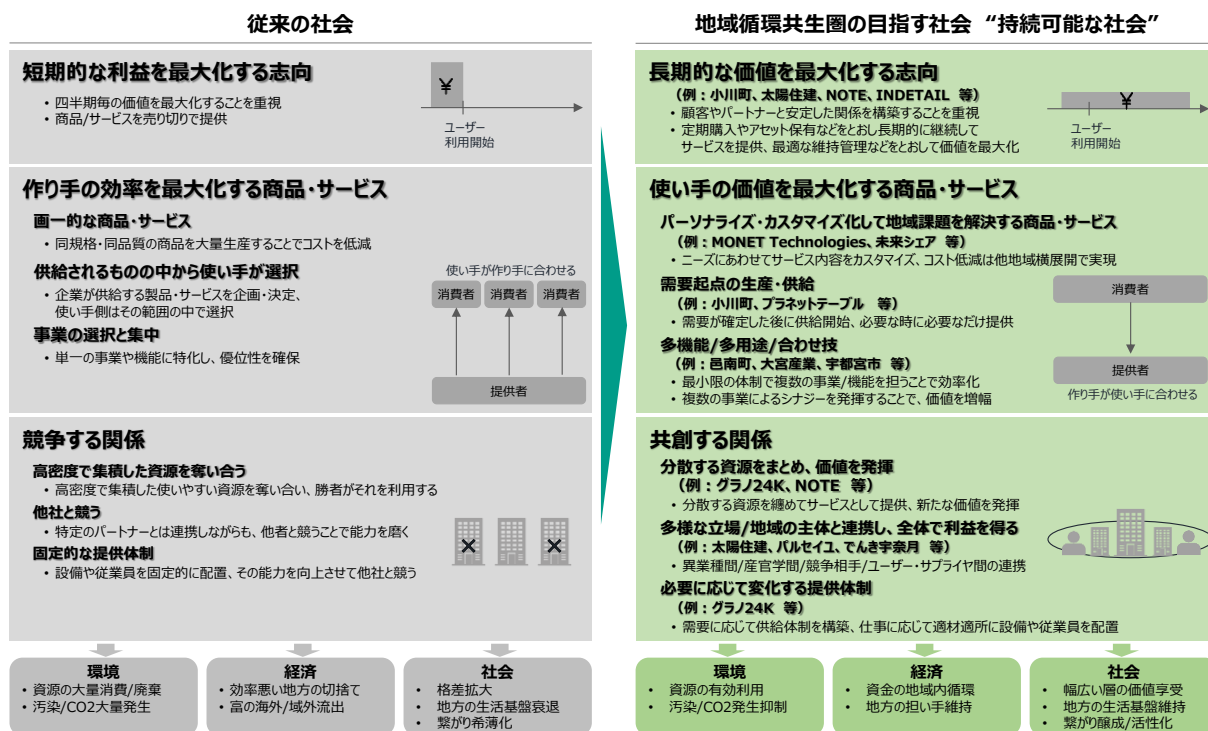 従来の社会
短期的な利益を最大化する志向
• 四半期毎の価値を最大化することを重視
• 商品/サービスを売り切りで提供
¥
ユーザー
利用開始
作り手の効率を最大化する商品・サービス
画一的な商品・サービス
• 同規格・同品質の商品を大量生産することでコストを低減
供給されるものの中から使い手が選択
• 企業が供給する製品・サービスを企画・決定、
使い手側はその範囲の中で選択
事業の選択と集中
• 単一の事業や機能に特化し、優位性を確保
使い手が作り手に合わせる
消費者 消費者 消費者
提供者
競争する関係
高密度で集積した資源を奪い合う
• 高密度で集積した使いやすい資源を奪い合い、勝者がそれを利用する
他社と競う
• 特定のパートナーとは連携しながらも、他者と競うことで能力を磨く
固定的な提供体制
• 設備や従業員を固定的に配置、その能力を向上させて他社と競う
環境
• 資源の大量消費/廃棄
• 汚染/CO2大量発生
経済
• 効率悪い地方の切捨て
• 富の海外/域外流出
社会
• 格差拡大
• 地方の生活基盤衰退
• 繋がり希薄化
地域循環共生圏の目指す社会 “持続可能な社会”
長期的な価値を最大化する志向
(例:小川町、太陽住建、NOTE、INDETAIL 等)
• 顧客やパートナーと安定した関係を構築することを重視
• 定期購入やアセット保有などをとおし長期的に継続して
サービスを提供、最適な維持管理などをとおして価値を最大化
¥
ユーザー
利用開始
使い手の価値を最大化する商品・サービス
パーソナライズ・カスタマイズ化して地域課題を解決する商品・サービス
(例:MONET Technologies、未来シェア 等)
• ニーズにあわせてサービス内容をカスタマイズ、コスト低減は他地域横展開で実現
需要起点の生産・供給
(例:小川町、プラネットテーブル 等)
• 需要が確定した後に供給開始、必要な時に必要なだけ提供
多機能/多用途/合わせ技
(例:邑南町、大宮産業、宇都宮市 等)
• 最小限の体制で複数の事業/機能を担うことで効率化
• 複数の事業によるシナジーを発揮することで、価値を増幅
消費者
提供者
作り手が使い手に合わせる
共創する関係
分散する資源をまとめ、価値を発揮
(例:グラノ24K、NOTE 等)
• 分散する資源を纏めてサービスとして提供、新たな価値を発揮
多様な立場/地域の主体と連携し、全体で利益を得る
(例:太陽住建、パルセイユ、でんき宇奈月 等)
• 異業種間/産官学間/競争相手/ユーザー・サプライヤ間の連携
必要に応じて変化する提供体制
(例:グラノ24K 等)
• 需要に応じて供給体制を構築、仕事に応じて適材適所に設備や従業員を配置
環境
• 資源の有効利用
• 汚染/CO2発生抑制
経済
• 資金の地域内循環
• 地方の担い手維持
社会
• 幅広い層の価値享受
• 地方の生活基盤維持
• 繋がり醸成/活性化